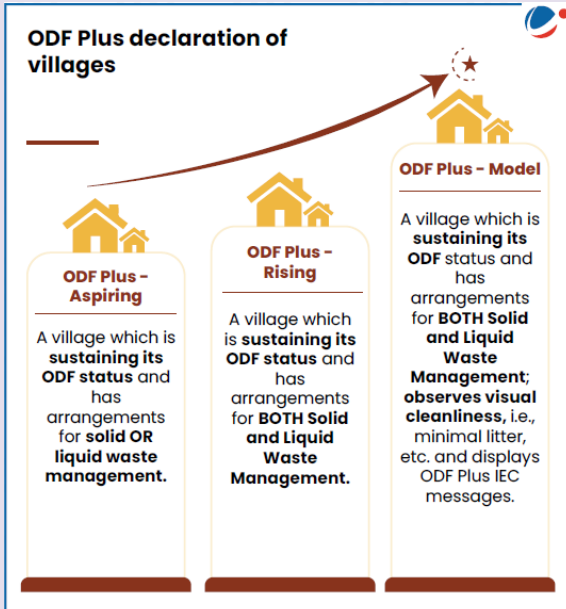 ODF Plus declaration of
villages
ODF Plus -
Aspiring
A village which is
sustaining its
ODF status and
has
arrangements
for solid OR
liquid waste
management.
ODF Plus -
Rising
A village which
is sustaining its
ODF status and
has
arrangements
for BOTH Solid
and Liquid
Waste
Management.
ODF Plus - Model
A village which is
sustaining its
ODF status and
has
arrangements
for BOTH Solid
and Liquid
Waste
Management;
observes visual
cleanliness, i.e.,
minimal litter,
etc. and displays
ODF Plus IEC
messages.